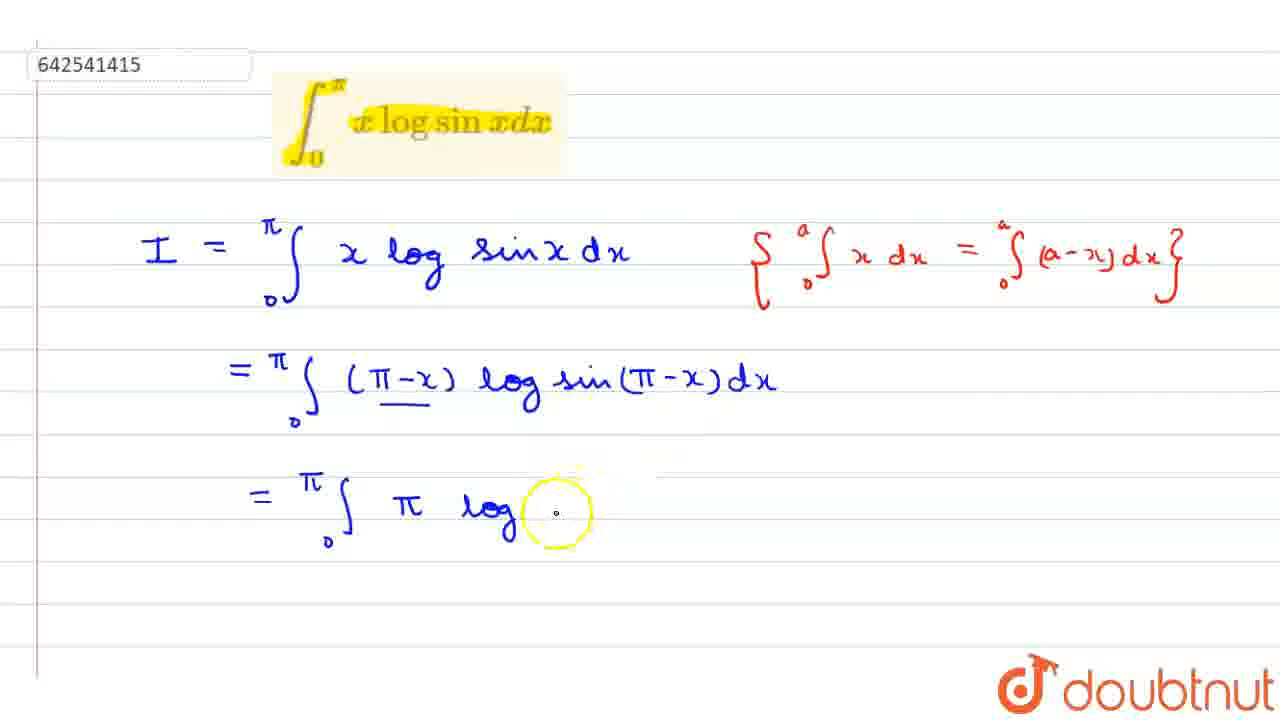 642541415
∫₀^π x log sin x dx
I = ₀^π∫ x log sin x dx { ₀^a∫ x dx = ₀^a∫ (a-x) dx }
= ₀^π∫ (π-x) log sin (π-x) dx
= ₀^π∫ π log
doubtnut